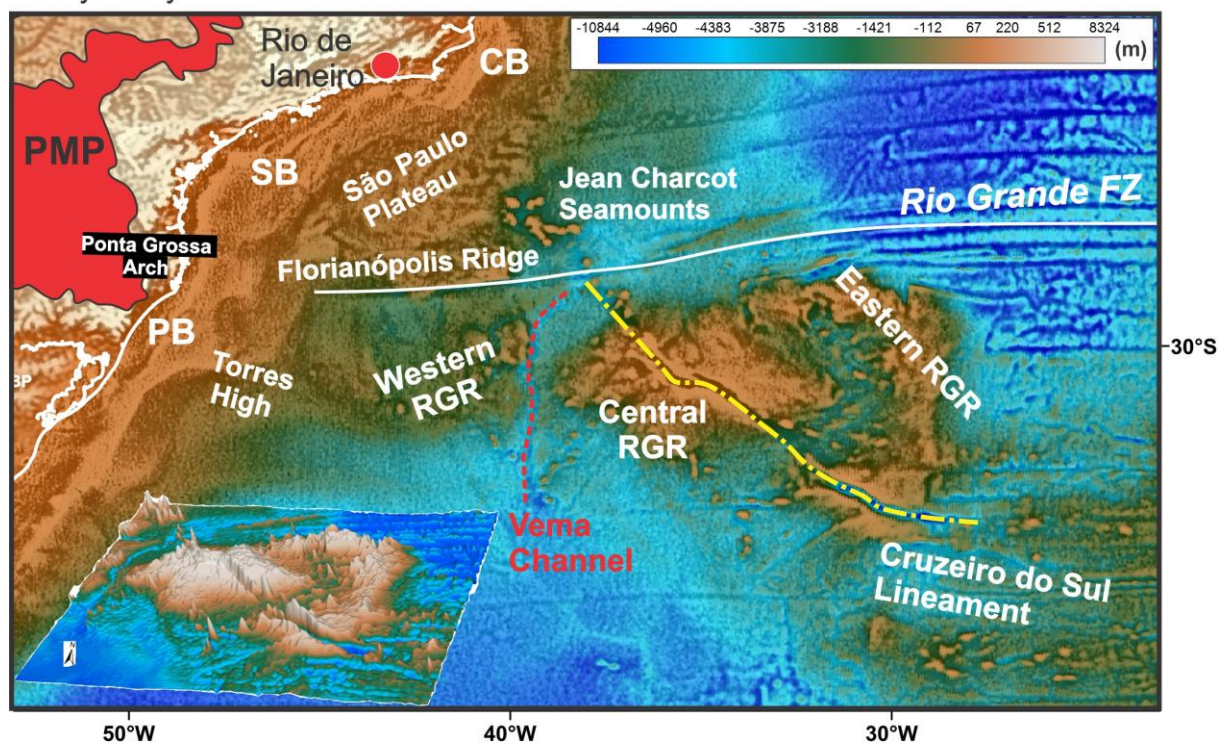 -10844 -4960 -4383 -3875 -3188 -1421 -112 67 220 512 8324
(m)
Rio de
Janeiro
CB
PMP
SB
São Paulo
Plateau
Jean Charcot
Seamounts
Rio Grande FZ
Ponta Grossa
Arch
Florianópolis Ridge
PB
Eastern RGR
30°S
Torres
High
Western
RGR
Central
RGR
Vema
Channel
Cruzeiro do Sul
Lineament
N
50°W 40°W 30°W